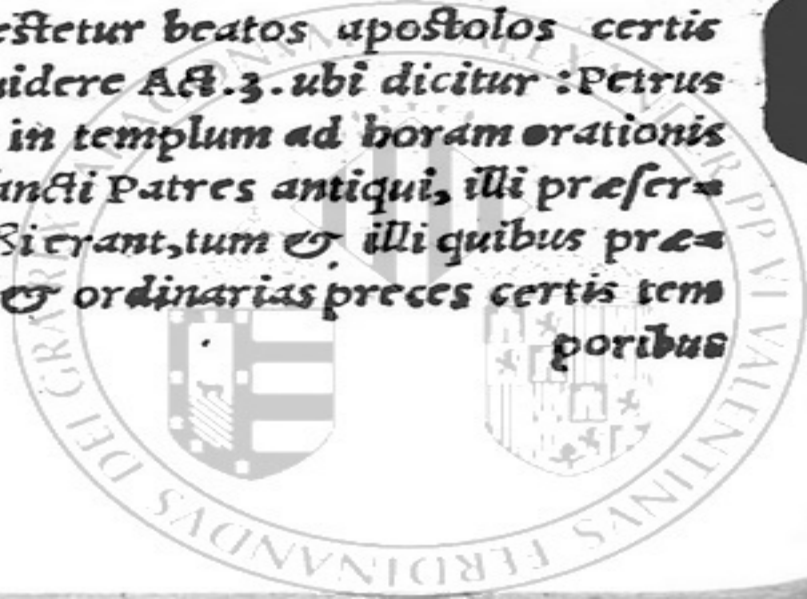 estetur beatos apostolos certis
uidere Act.3.ubi dicitur :Petrus
in templum ad horam orationis
ancti Patres antiqui, illi præser=
ßi erant, tum & illi quibus præ=
& ordinarias preces certis tem
poribus